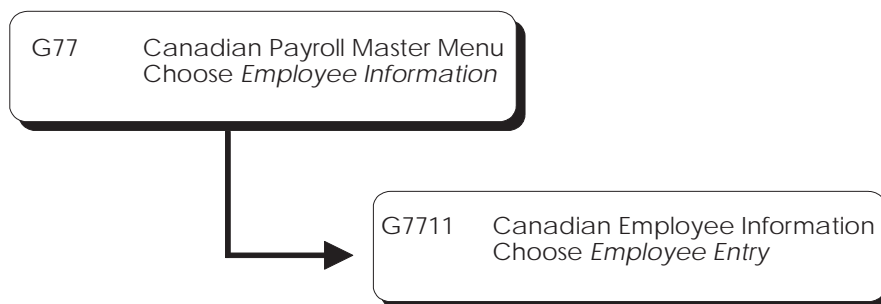 G77 Canadian Payroll Master Menu
Choose Employee Information
G7711 Canadian Employee Information
Choose Employee Entry